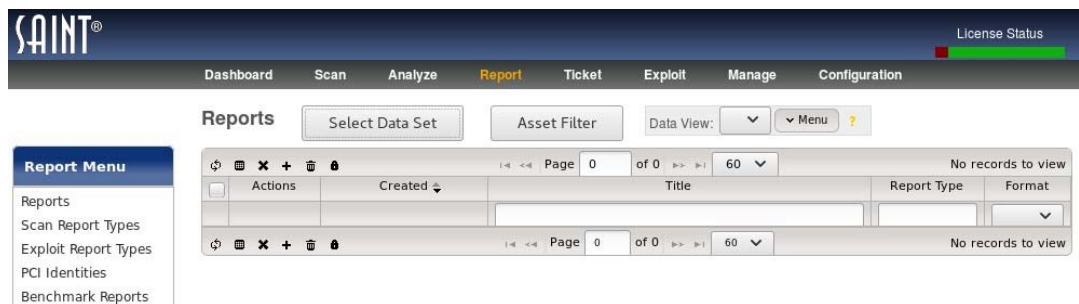 SAINT®
License Status
Dashboard Scan Analyze Report Ticket Exploit Manage Configuration
Reports Select Data Set Asset Filter Data View: Menu ?
Report Menu
Reports
Scan Report Types
Exploit Report Types
PCI Identities
Benchmark Reports
Page 0 of 0 60 No records to view
Actions Created Title Report Type Format
Page 0 of 0 60 No records to view